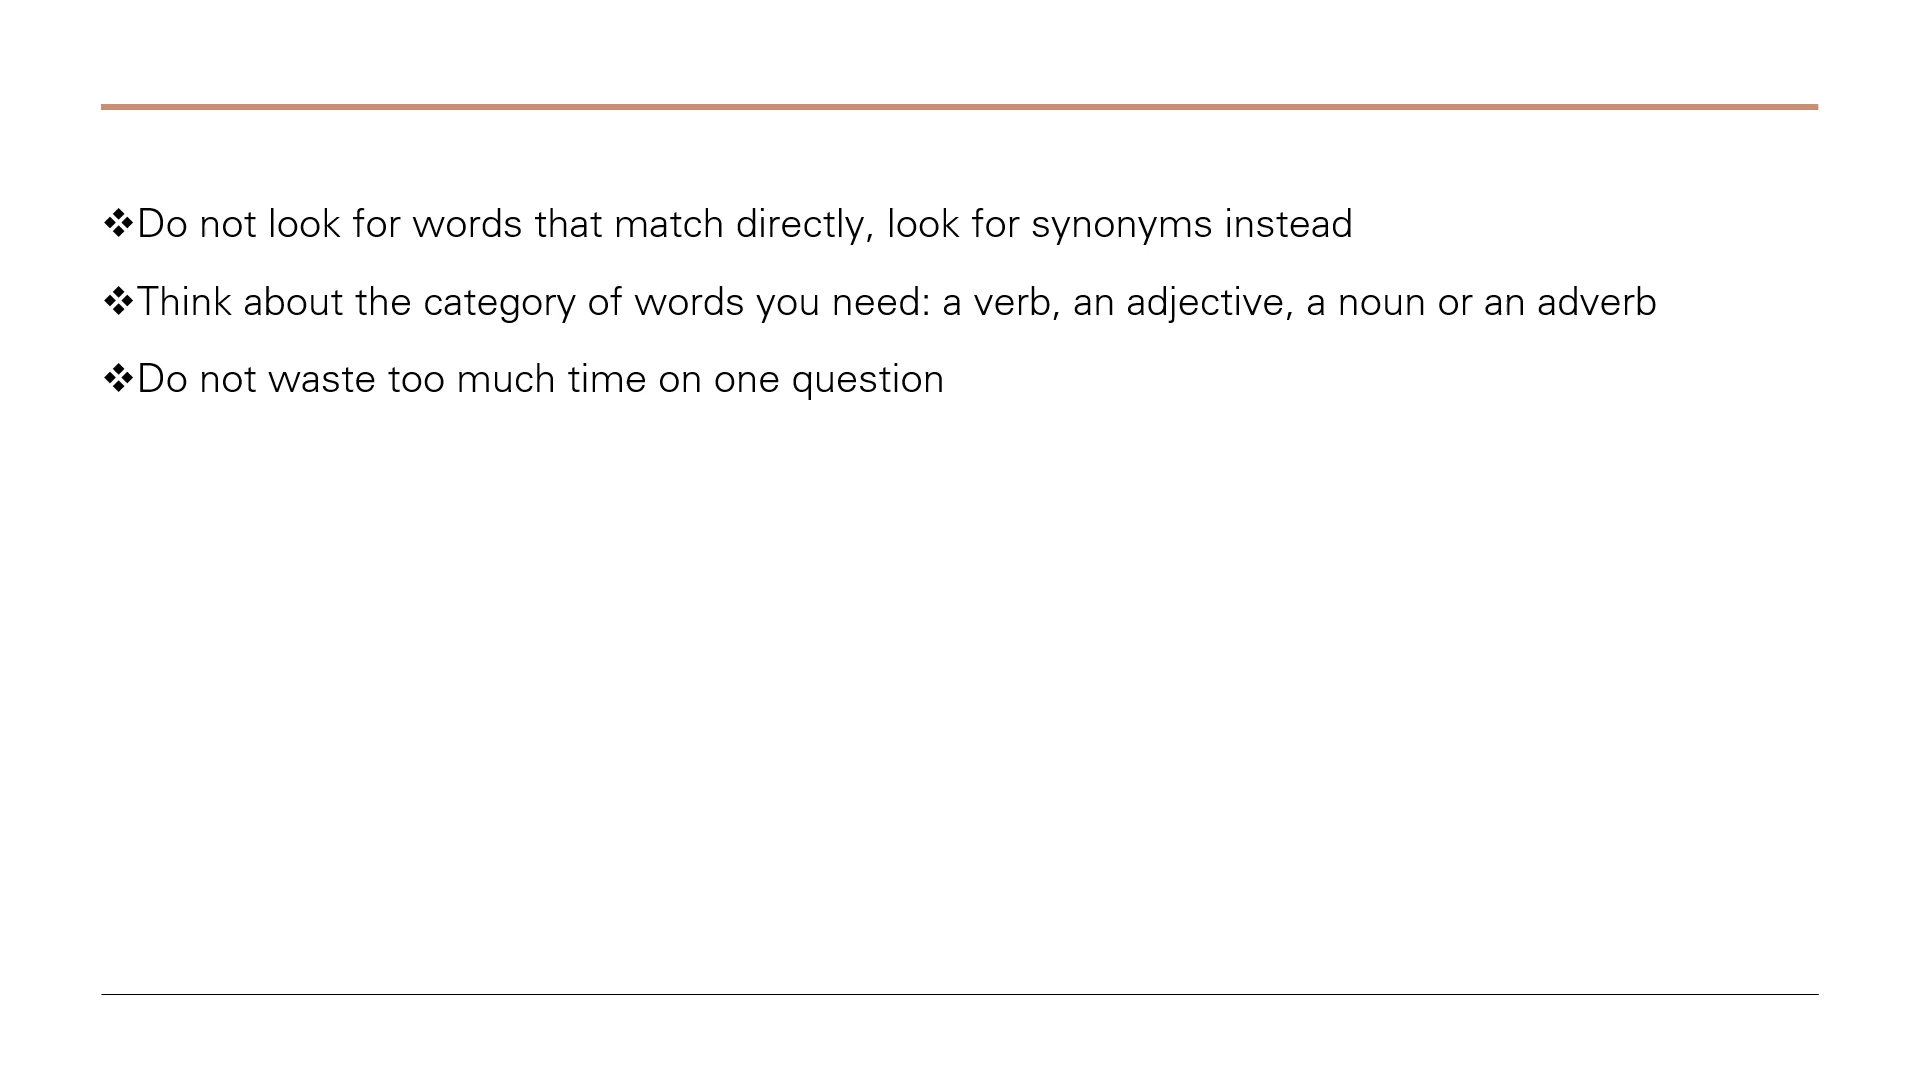 ❖Do not look for words that match directly, look for synonyms instead
❖Think about the category of words you need: a verb, an adjective, a noun or an adverb
❖Do not waste too much time on one question